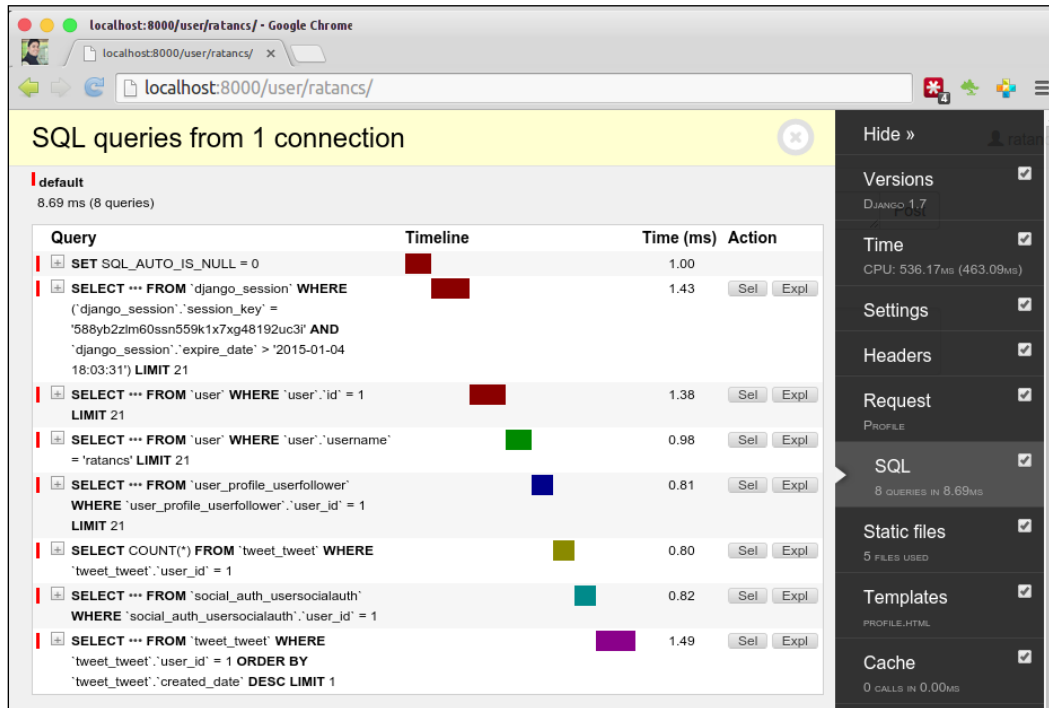 localhost:8000/user/ratancs/ - Google Chrome
localhost:8000/user/ratancs/ ×
localhost:8000/user/ratancs/
4
SQL queries from 1 connection
default
8.69 ms (8 queries)
Query Timeline Time (ms) Action
+ SET SQL_AUTO_IS_NULL = 0 1.00
+ SELECT ••• FROM `django_session` WHERE 1.43 Sel Expl
(`django_session`.`session_key` =
'588yb2zlm60ssn559k1x7xg48192uc3i' AND
`django_session`.`expire_date` > '2015-01-04
18:03:31') LIMIT 21
+ SELECT ••• FROM `user` WHERE `user`.`id` = 1 1.38 Sel Expl
LIMIT 21
+ SELECT ••• FROM `user` WHERE `user`.`username` 0.98 Sel Expl
= 'ratancs' LIMIT 21
+ SELECT ••• FROM `user_profile_userfollower` 0.81 Sel Expl
WHERE `user_profile_userfollower`.`user_id` = 1
LIMIT 21
+ SELECT COUNT(*) FROM `tweet_tweet` WHERE 0.80 Sel Expl
`tweet_tweet`.`user_id` = 1
+ SELECT ••• FROM `social_auth_usersocialauth` 0.82 Sel Expl
WHERE `social_auth_usersocialauth`.`user_id` = 1
+ SELECT ••• FROM `tweet_tweet` WHERE 1.49 Sel Expl
`tweet_tweet`.`user_id` = 1 ORDER BY
`tweet_tweet`.`created_date` DESC LIMIT 1
Hide »
ratan
Versions
Django 1.7
Post
Time
CPU: 536.17ms (463.09ms)
Settings
Headers
Request
Profile
SQL
8 queries in 8.69ms
Static files
5 files used
Templates
profile.html
Cache
0 calls in 0.00ms